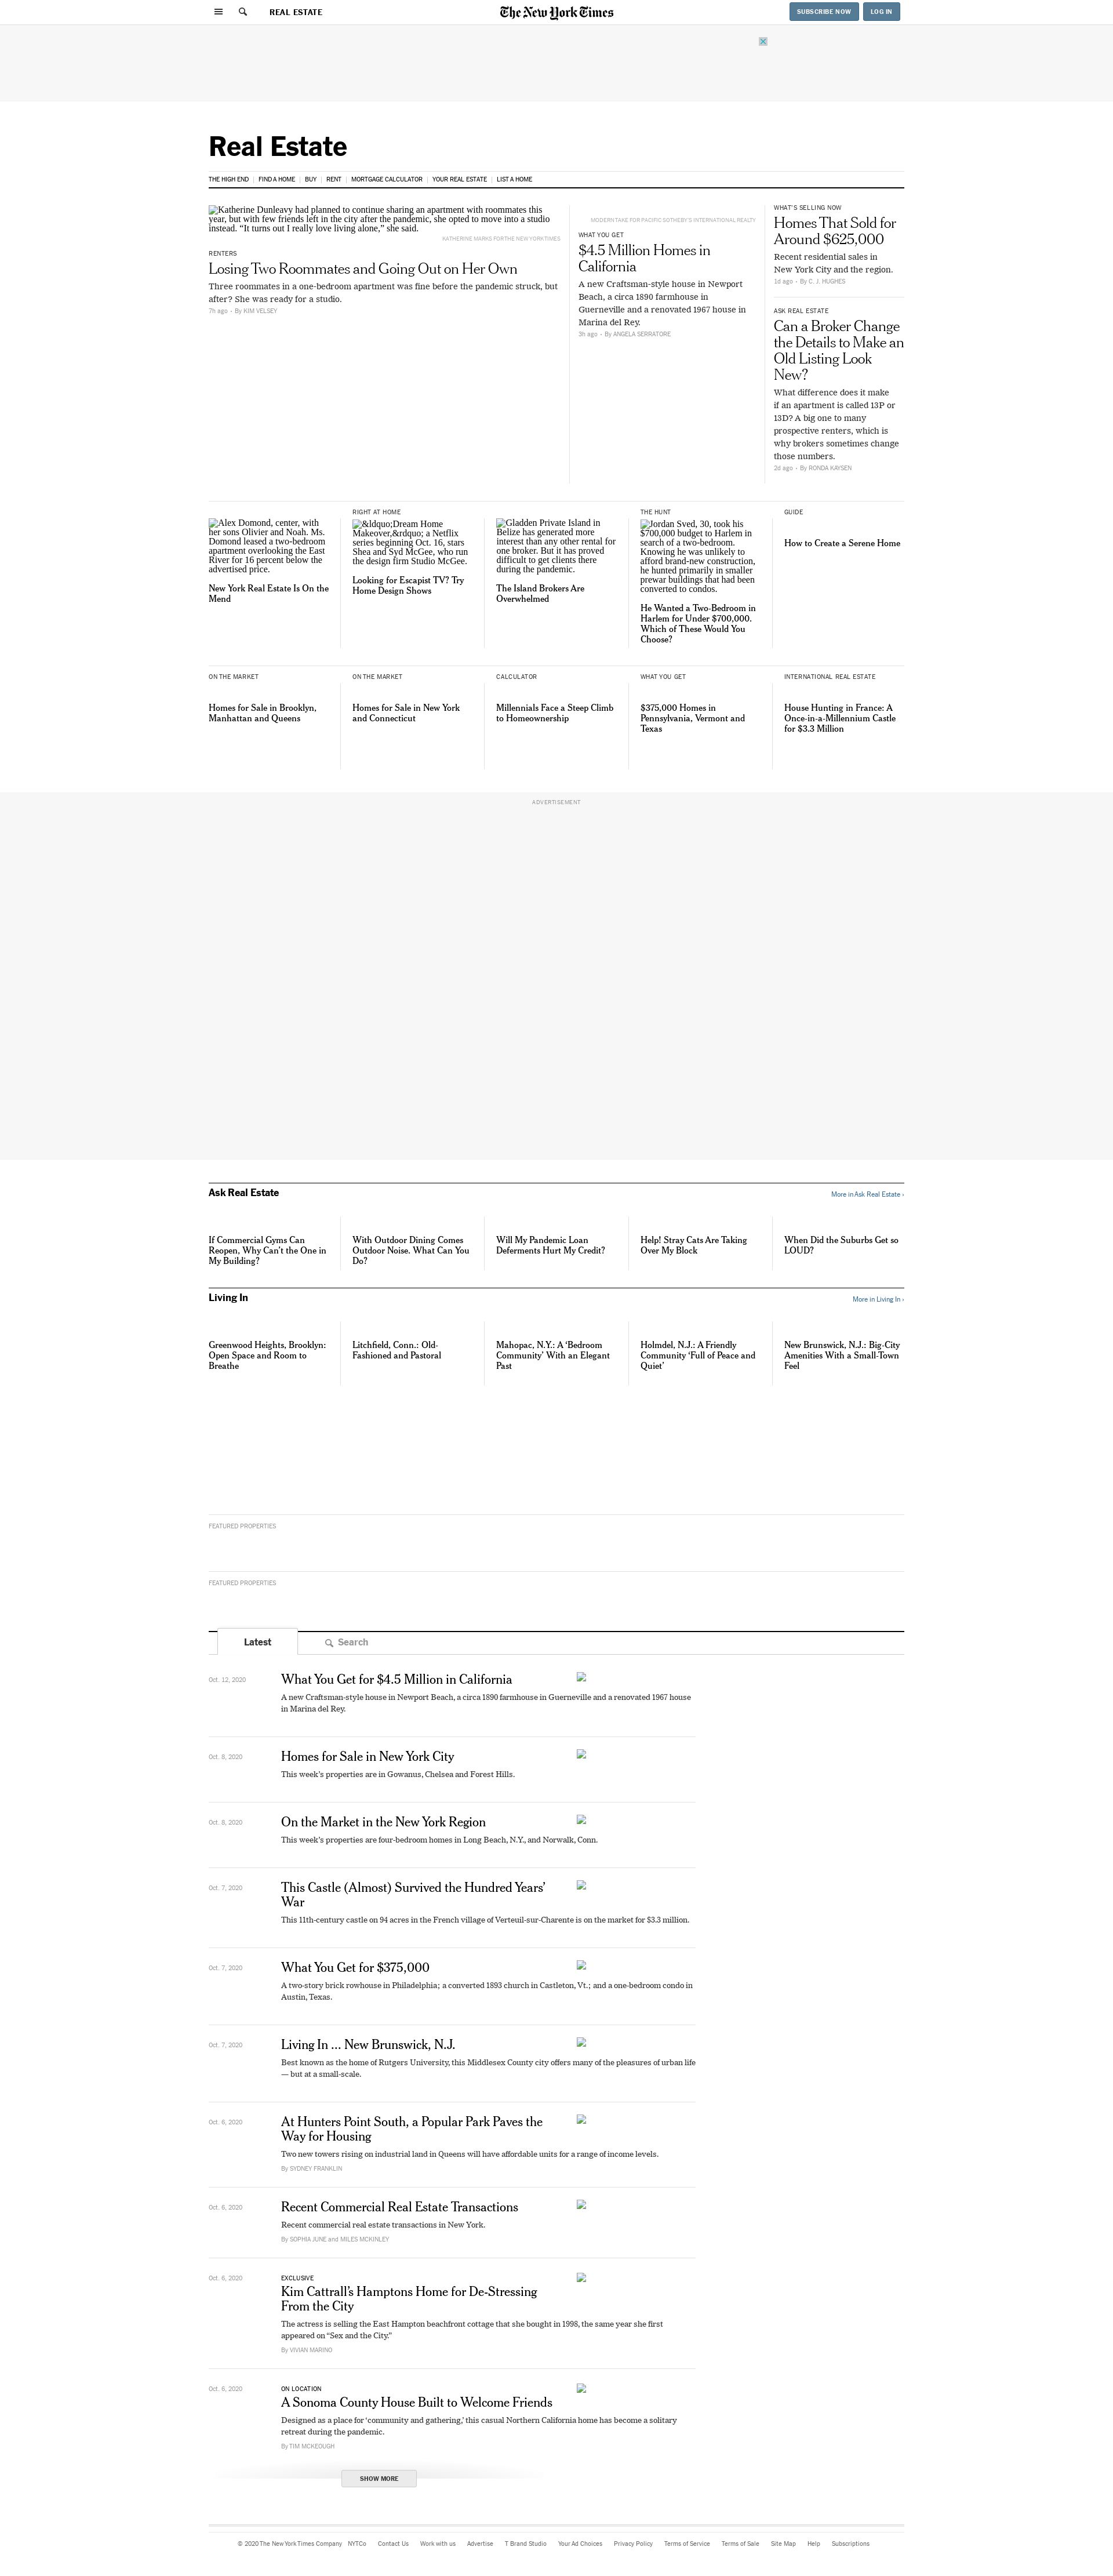 REAL ESTATE
The New York Times
SUBSCRIBE NOW
LOG IN
Real Estate
THE HIGH END
FIND A HOME
BUY
RENT
MORTGAGE CALCULATOR
YOUR REAL ESTATE
LIST A HOME
Katherine Dunleavy had planned to continue sharing an apartment with roommates this
year, but with few friends left in the city after the pandemic, she opted to move into a studio
instead. “It turns out I really love living alone,” she said.
KATHERINE MARKS FOR THE NEW YORK TIMES
RENTERS
Losing Two Roommates and Going Out on Her Own
Three roommates in a one-bedroom apartment was fine before the pandemic struck, but
after? She was ready for a studio.
7h ago • By KIM VELSEY
MODERN TAKE FOR PACIFIC SOTHEBY'S INTERNATIONAL REALTY
WHAT YOU GET
$4.5 Million Homes in
California
A new Craftsman-style house in Newport
Beach, a circa 1890 farmhouse in
Guerneville and a renovated 1967 house in
Marina del Rey.
3h ago • By ANGELA SERRATORE
WHAT'S SELLING NOW
Homes That Sold for
Around $625,000
Recent residential sales in
New York City and the region.
1d ago • By C. J. HUGHES
ASK REAL ESTATE
Can a Broker Change
the Details to Make an
Old Listing Look
New?
What difference does it make
if an apartment is called 13P or
13D? A big one to many
prospective renters, which is
why brokers sometimes change
those numbers.
2d ago • By RONDA KAYSEN
Alex Domond, center, with
her sons Olivier and Noah. Ms.
Domond leased a two-bedroom
apartment overlooking the East
River for 16 percent below the
advertised price.
New York Real Estate Is On the
Mend
RIGHT AT HOME
&ldquo;Dream Home
Makeover,&rdquo; a Netflix
series beginning Oct. 16, stars
Shea and Syd McGee, who run
the design firm Studio McGee.
Looking for Escapist TV? Try
Home Design Shows
Gladden Private Island in
Belize has generated more
interest than any other rental for
one broker. But it has proved
difficult to get clients there
during the pandemic.
The Island Brokers Are
Overwhelmed
THE HUNT
Jordan Sved, 30, took his
$700,000 budget to Harlem in
search of a two-bedroom.
Knowing he was unlikely to
afford brand-new construction,
he hunted primarily in smaller
prewar buildings that had been
converted to condos.
He Wanted a Two-Bedroom in
Harlem for Under $700,000.
Which of These Would You
Choose?
GUIDE
How to Create a Serene Home
ON THE MARKET
Homes for Sale in Brooklyn,
Manhattan and Queens
ON THE MARKET
Homes for Sale in New York
and Connecticut
CALCULATOR
Millennials Face a Steep Climb
to Homeownership
WHAT YOU GET
$375,000 Homes in
Pennsylvania, Vermont and
Texas
INTERNATIONAL REAL ESTATE
House Hunting in France: A
Once-in-a-Millennium Castle
for $3.3 Million
ADVERTISEMENT
Ask Real Estate
More in Ask Real Estate »
If Commercial Gyms Can
Reopen, Why Can't the One in
My Building?
With Outdoor Dining Comes
Outdoor Noise. What Can You
Do?
Will My Pandemic Loan
Deferments Hurt My Credit?
Help! Stray Cats Are Taking
Over My Block
When Did the Suburbs Get so
LOUD?
Living In
More in Living In »
Greenwood Heights, Brooklyn:
Open Space and Room to
Breathe
Litchfield, Conn.: Old-
Fashioned and Pastoral
Mahopac, N.Y.: A ‘Bedroom
Community’ With an Elegant
Past
Holmdel, N.J.: A Friendly
Community ‘Full of Peace and
Quiet’
New Brunswick, N.J.: Big-City
Amenities With a Small-Town
Feel
FEATURED PROPERTIES
FEATURED PROPERTIES
Latest
Search
Oct. 12, 2020
What You Get for $4.5 Million in California
A new Craftsman-style house in Newport Beach, a circa 1890 farmhouse in Guerneville and a renovated 1967 house
in Marina del Rey.
Oct. 8, 2020
Homes for Sale in New York City
This week's properties are in Gowanus, Chelsea and Forest Hills.
Oct. 8, 2020
On the Market in the New York Region
This week's properties are four-bedroom homes in Long Beach, N.Y., and Norwalk, Conn.
Oct. 7, 2020
This Castle (Almost) Survived the Hundred Years’
War
This 11th-century castle on 94 acres in the French village of Verteuil-sur-Charente is on the market for $3.3 million.
Oct. 7, 2020
What You Get for $375,000
A two-story brick rowhouse in Philadelphia; a converted 1893 church in Castleton, Vt.; and a one-bedroom condo in
Austin, Texas.
Oct. 7, 2020
Living In ... New Brunswick, N.J.
Best known as the home of Rutgers University, this Middlesex County city offers many of the pleasures of urban life
— but at a small-scale.
Oct. 6, 2020
At Hunters Point South, a Popular Park Paves the
Way for Housing
Two new towers rising on industrial land in Queens will have affordable units for a range of income levels.
By SYDNEY FRANKLIN
Oct. 6, 2020
Recent Commercial Real Estate Transactions
Recent commercial real estate transactions in New York.
By SOPHIA JUNE and MILES MCKINLEY
Oct. 6, 2020
EXCLUSIVE
Kim Cattrall’s Hamptons Home for De-Stressing
From the City
The actress is selling the East Hampton beachfront cottage that she bought in 1998, the same year she first
appeared on “Sex and the City.”
By VIVIAN MARINO
Oct. 6, 2020
ON LOCATION
A Sonoma County House Built to Welcome Friends
Designed as a place for ‘community and gathering,’ this casual Northern California home has become a solitary
retreat during the pandemic.
By TIM MCKEOUGH
SHOW MORE
© 2020 The New York Times Company
NYTCo
Contact Us
Work with us
Advertise
T Brand Studio
Your Ad Choices
Privacy Policy
Terms of Service
Terms of Sale
Site Map
Help
Subscriptions